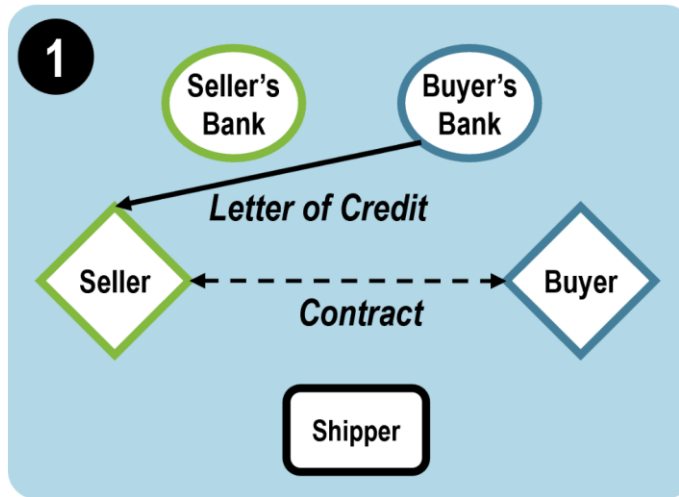 1
Seller's
Bank
Buyer's
Bank
Letter of Credit
Seller
Buyer
Contract
Shipper